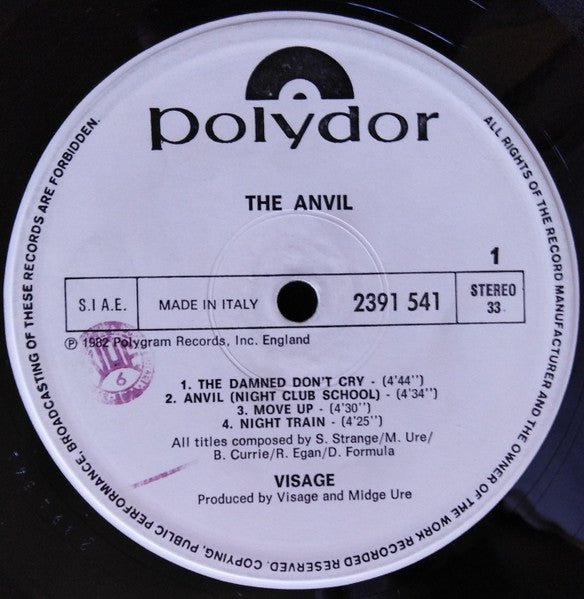 polydor
THE ANVIL
1
S.I A.E.
MADE IN ITALY
2391 541
STEREO
33
℗ 1982 Polygram Records, Inc. England
6
1. THE DAMNED DON'T CRY - (4'44'')
2. ANVIL (NIGHT CLUB SCHOOL) - (4'34'')
3. MOVE UP - (4'30'')
4. NIGHT TRAIN - (4'25'')
All titles composed by S. Strange/M. Ure/
B. Currie/R. Egan/D. Formula
VISAGE
Produced by Visage and Midge Ure
ALL RIGHTS OF THE RECORD MANUFACTURER AND THE OWNER OF THE WORK RECORDED RESERVED. COPYING, PUBLIC PERFORMANCE, BROADCASTING OF THESE RECORDS ARE FORBIDDEN.